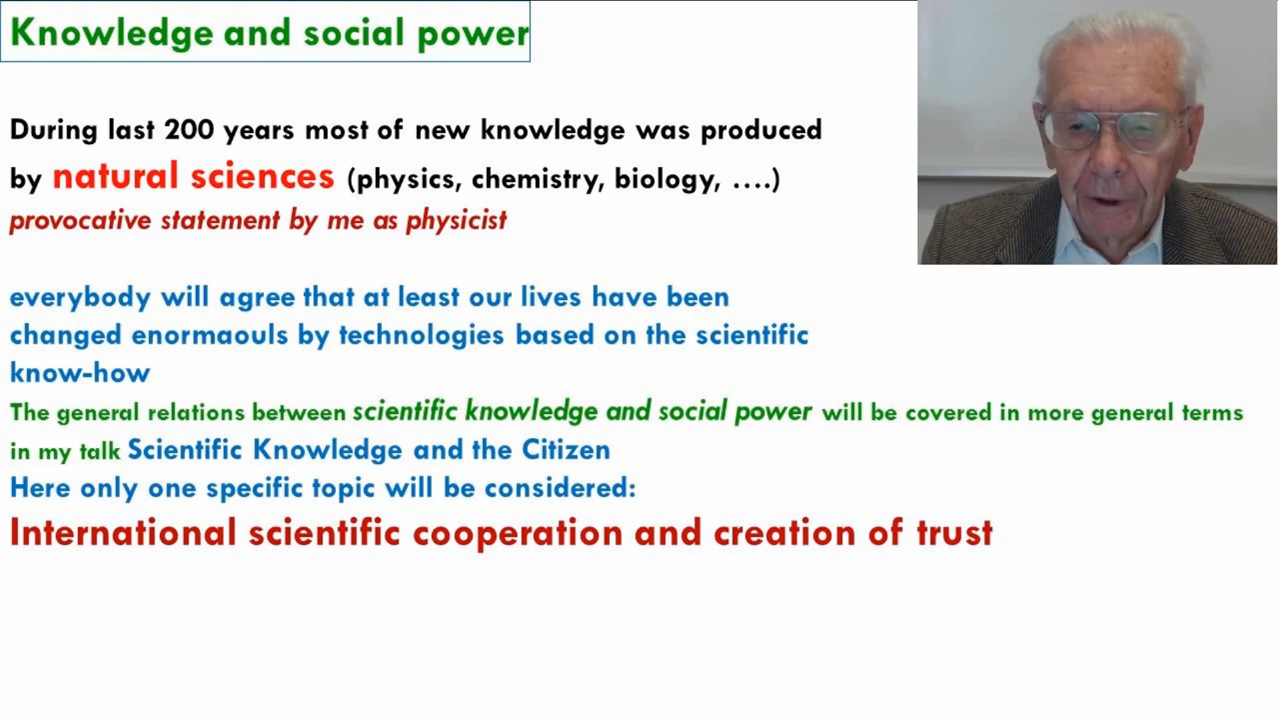 Knowledge and social power
During last 200 years most of new knowledge was produced
by natural sciences (physics, chemistry, biology, ....)
provocative statement by me as physicist
everybody will agree that at least our lives have been
changed enormaouls by technologies based on the scientific
know-how
The general relations between scientific knowledge and social power will be covered in more general terms
in my talk Scientific Knowledge and the Citizen
Here only one specific topic will be considered:
International scientific cooperation and creation of trust